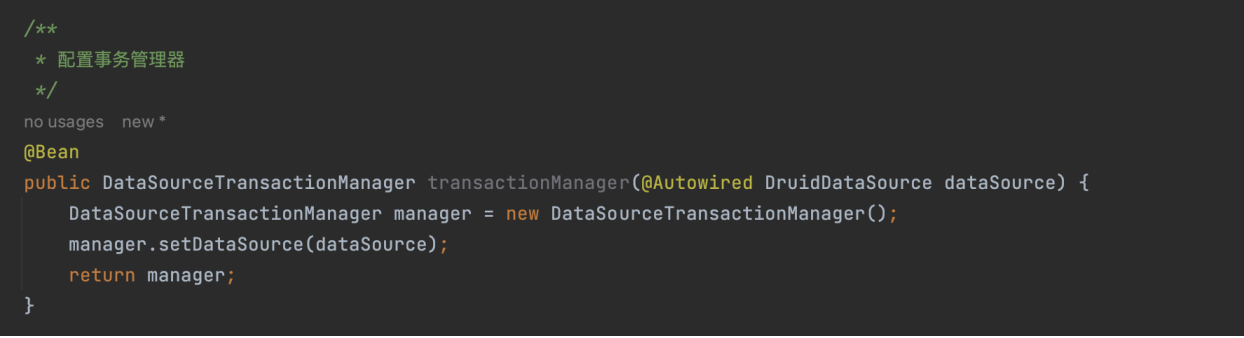 /**
 * 配置事务管理器
 */
no usages new *
@Bean
public DataSourceTransactionManager transactionManager(@Autowired DruidDataSource dataSource) {
    DataSourceTransactionManager manager = new DataSourceTransactionManager();
    manager.setDataSource(dataSource);
    return manager;
}